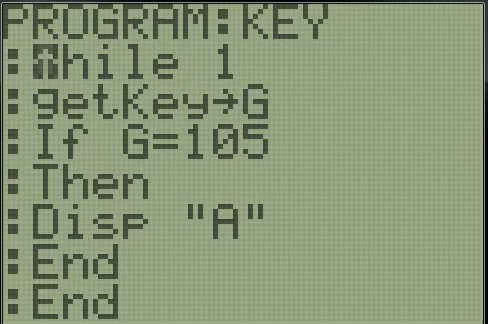 PROGRAM:KEY
:While 1
:getKey→G
:If G=105
:Then
:Disp "A"
:End
:End